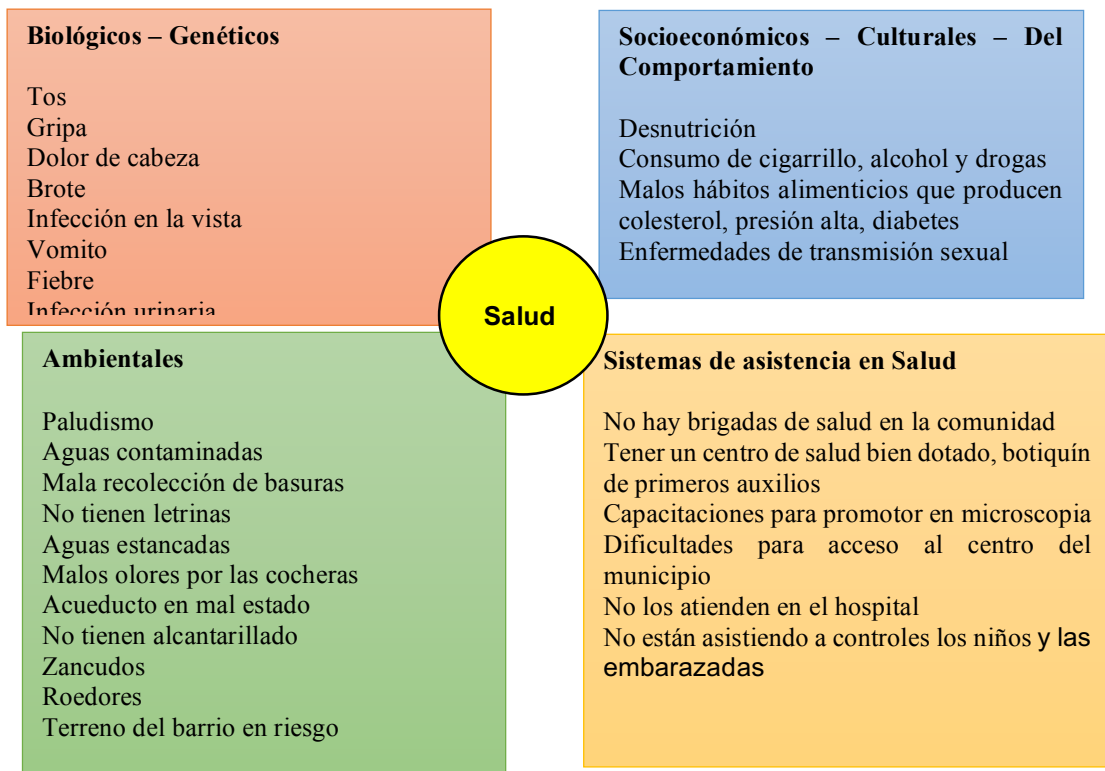 Biológicos – Genéticos
Tos
Gripa
Dolor de cabeza
Brote
Infección en la vista
Vomito
Fiebre
Infección urinaria
Socioeconómicos – Culturales – Del
Comportamiento
Desnutrición
Consumo de cigarrillo, alcohol y drogas
Malos hábitos alimenticios que producen
colesterol, presión alta, diabetes
Enfermedades de transmisión sexual
Salud
Ambientales
Paludismo
Aguas contaminadas
Mala recolección de basuras
No tienen letrinas
Aguas estancadas
Malos olores por las cocheras
Acueducto en mal estado
No tienen alcantarillado
Zancudos
Roedores
Terreno del barrio en riesgo
Sistemas de asistencia en Salud
No hay brigadas de salud en la comunidad
Tener un centro de salud bien dotado, botiquín
de primeros auxilios
Capacitaciones para promotor en microscopia
Dificultades para acceso al centro del
municipio
No los atienden en el hospital
No están asistiendo a controles los niños y las
embarazadas